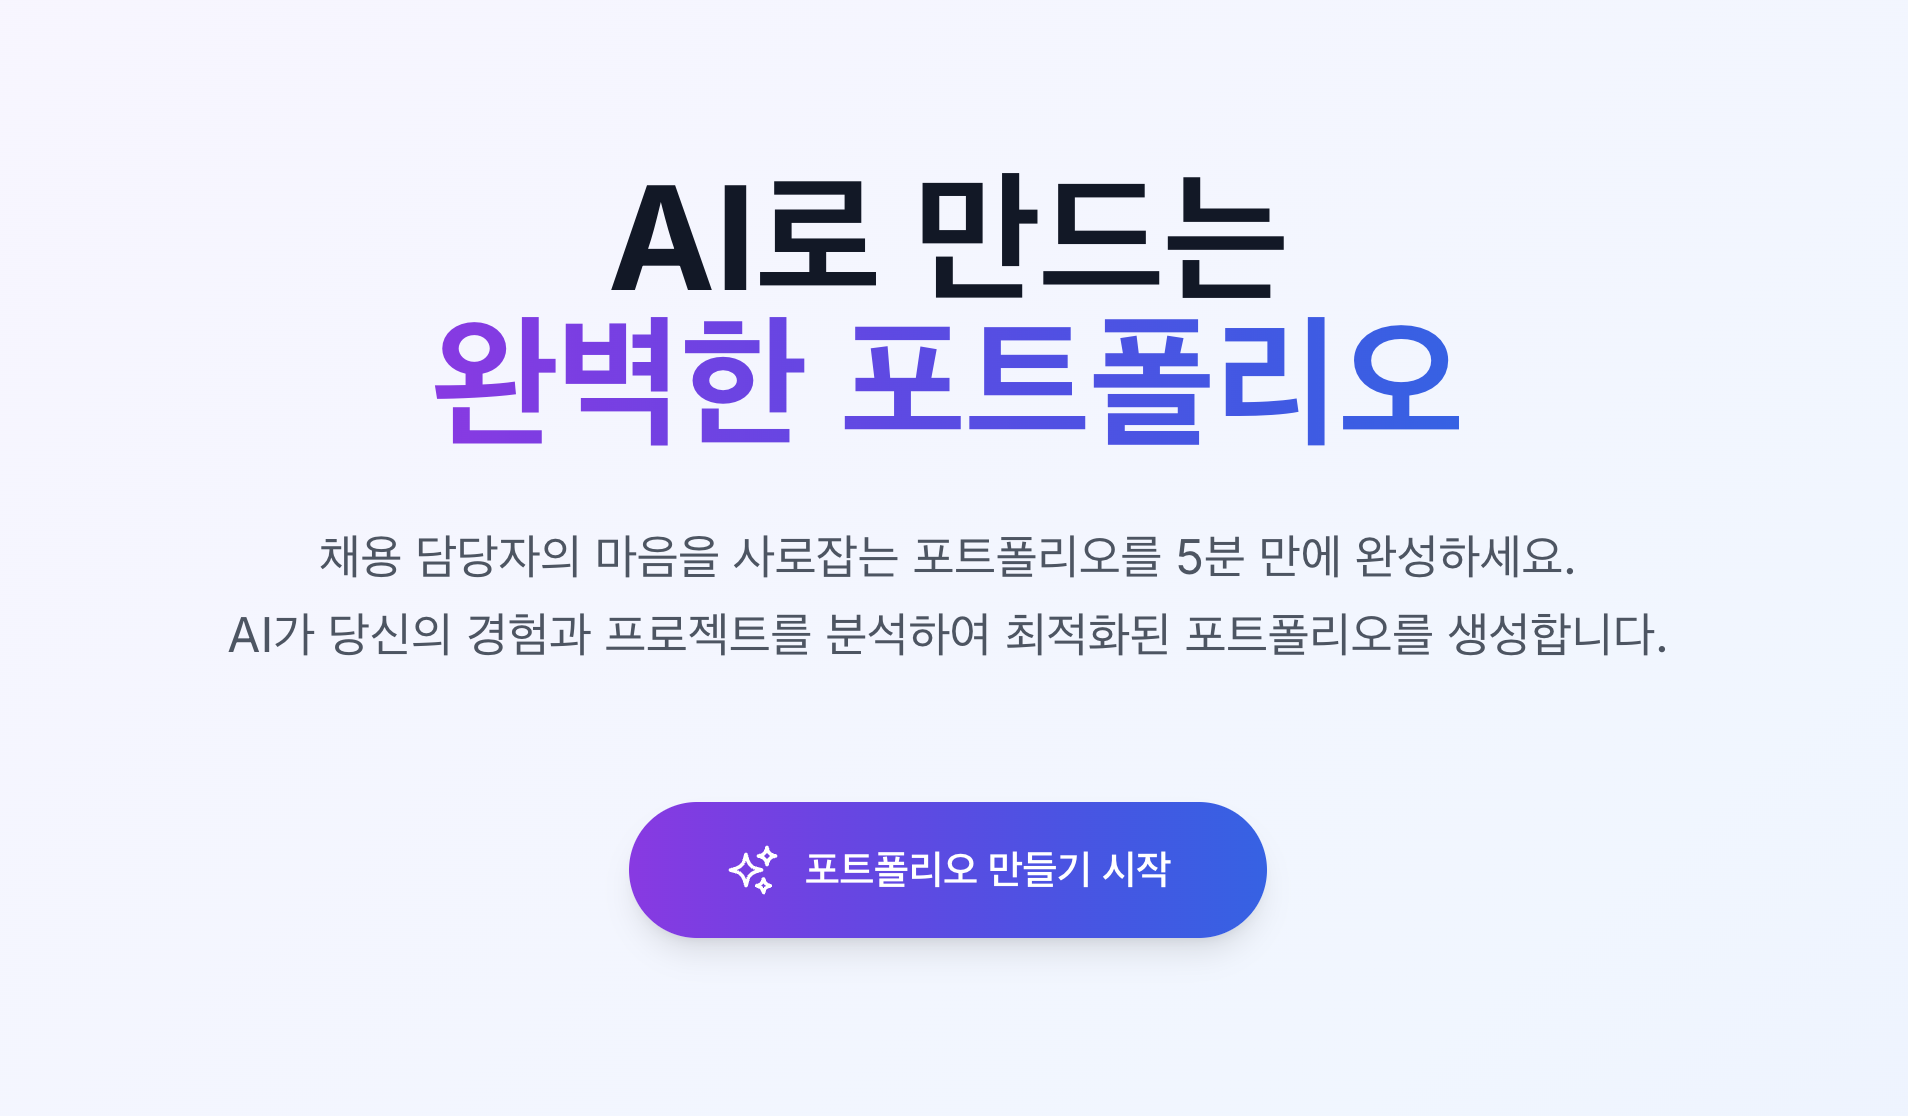 AI로 만드는
완벽한 포트폴리오
채용 담당자의 마음을 사로잡는 포트폴리오를 5분 만에 완성하세요.
AI가 당신의 경험과 프로젝트를 분석하여 최적화된 포트폴리오를 생성합니다.
포트폴리오 만들기 시작